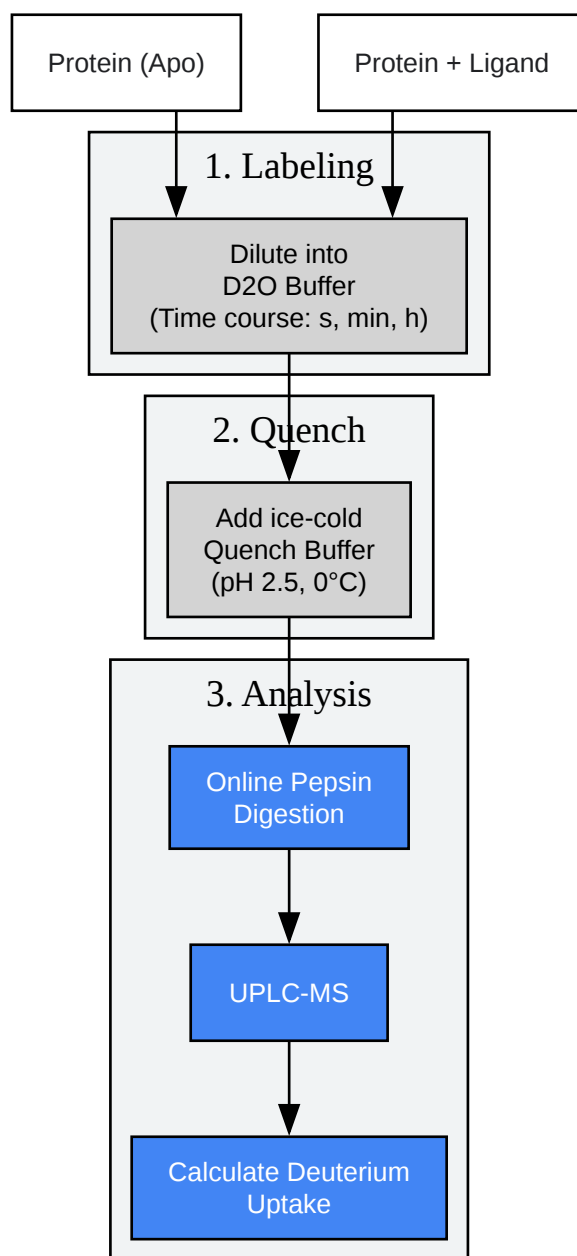 Protein (Apo)
Protein + Ligand
1. Labeling
Dilute into
D2O Buffer
(Time course: s, min, h)
2. Quench
Add ice-cold
Quench Buffer
(pH 2.5, 0°C)
3. Analysis
Online Pepsin
Digestion
UPLC-MS
Calculate Deuterium
Uptake